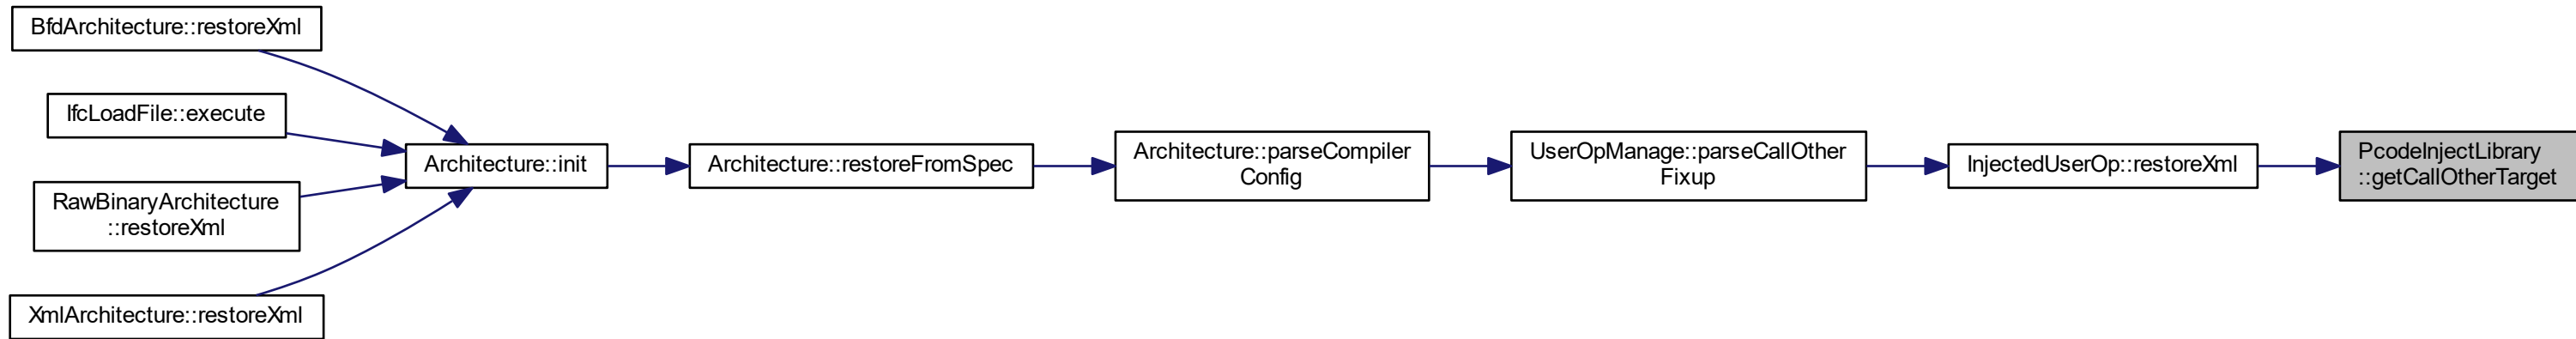 BfdArchitecture::restoreXml
IfcLoadFile::execute
RawBinaryArchitecture
::restoreXml
XmlArchitecture::restoreXml
Architecture::init
Architecture::restoreFromSpec
Architecture::parseCompiler
Config
UserOpManage::parseCallOther
Fixup
InjectedUserOp::restoreXml
PcodeInjectLibrary
::getCallOtherTarget